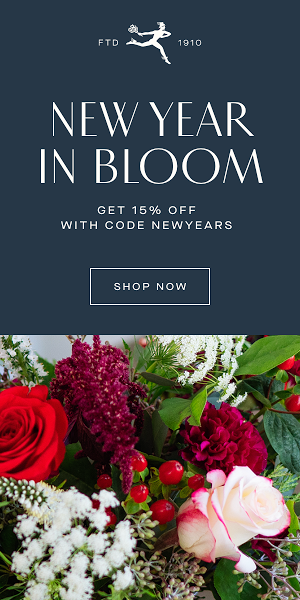 FTD 1910
NEW YEAR
IN BLOOM
GET 15% OFF
WITH CODE NEWYEARS
SHOP NOW